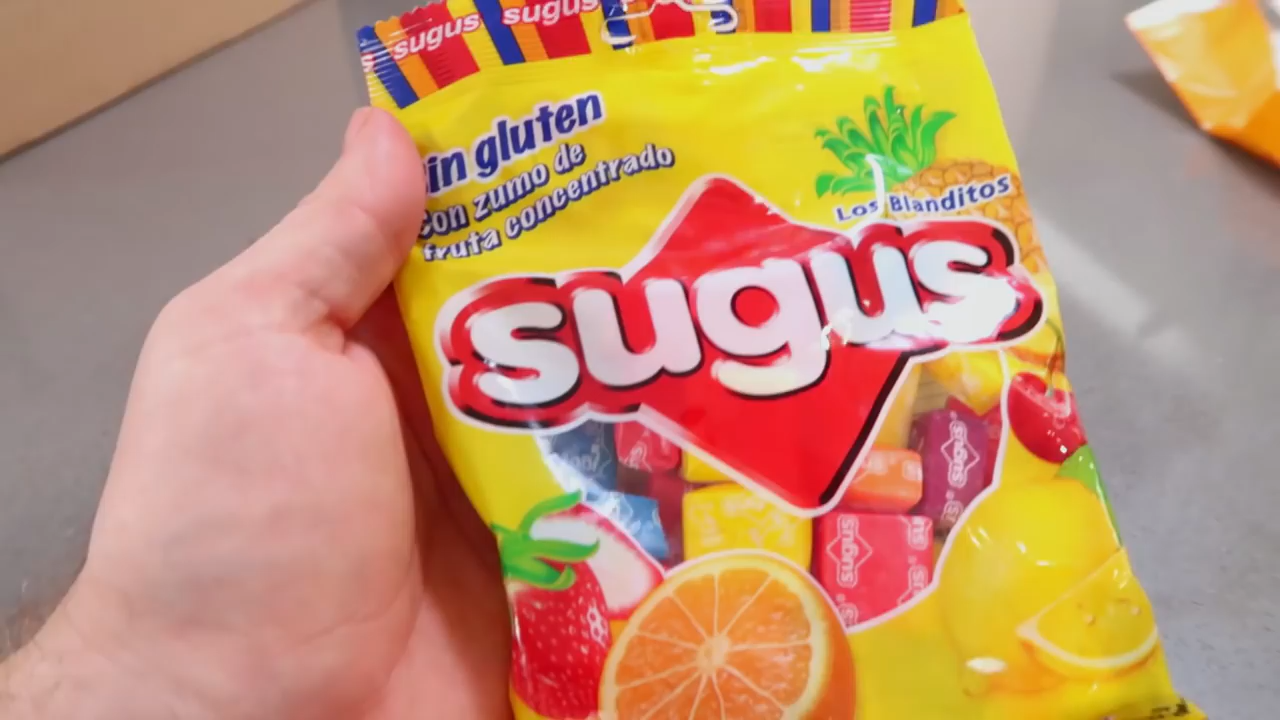 sugus sugus
in gluten
con zumo de
fruta concentrado
Los Blanditos
sugus
sugus
sugus